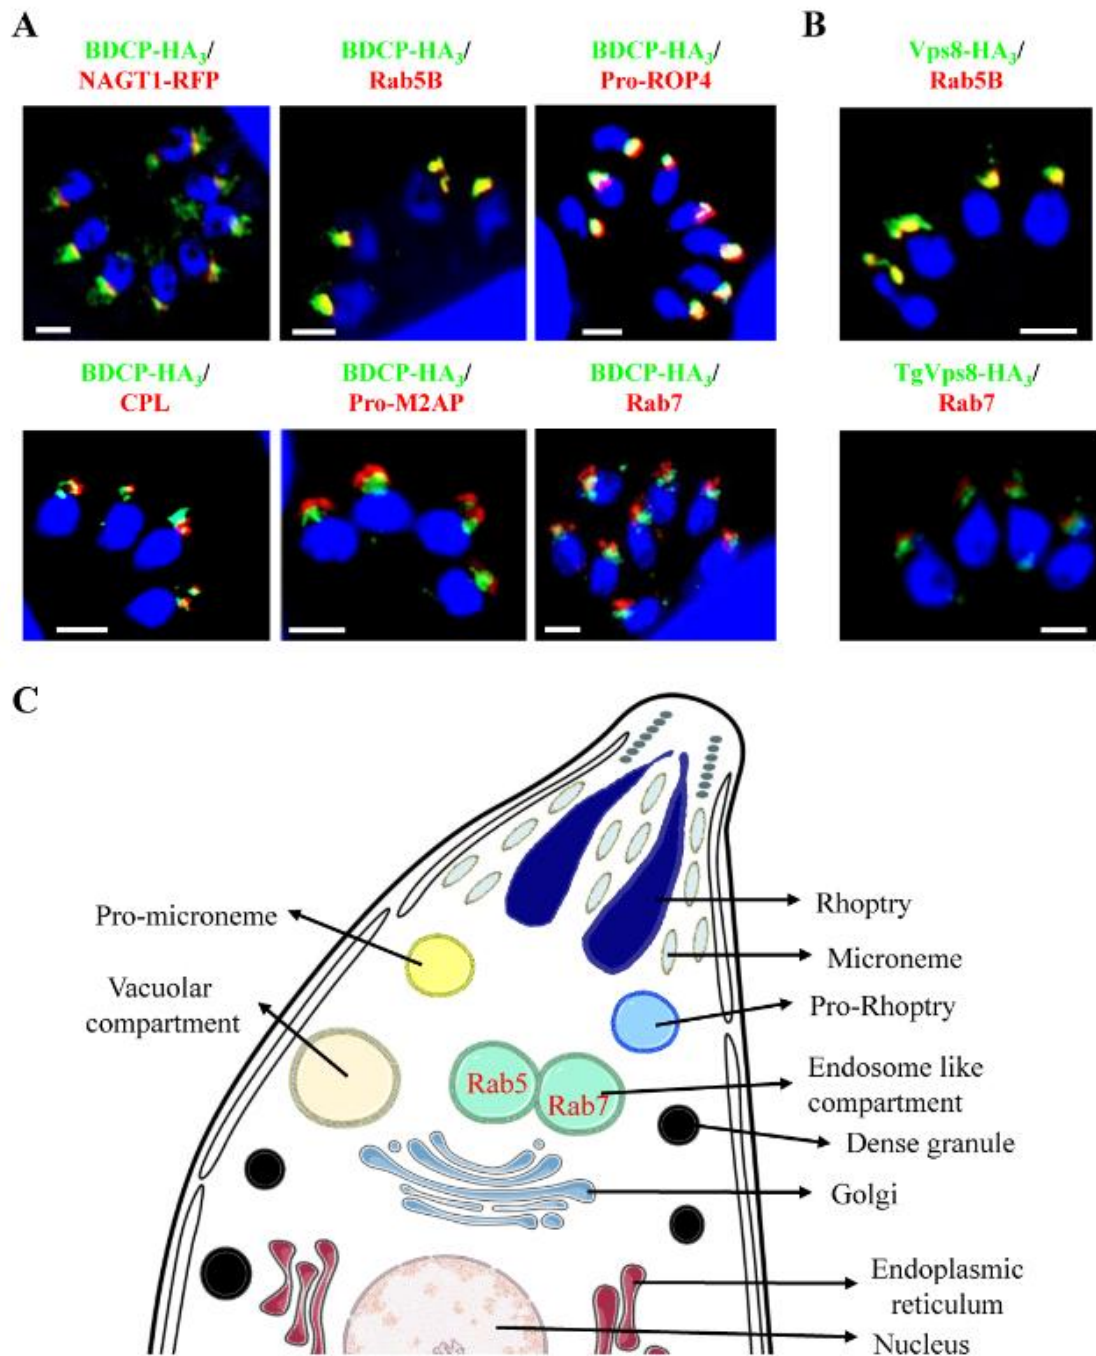 A
B
BDCP-HA₃/
NAGT1-RFP
BDCP-HA₃/
Rab5B
BDCP-HA₃/
Pro-ROP4
Vps8-HA₃/
Rab5B
BDCP-HA₃/
CPL
BDCP-HA₃/
Pro-M2AP
BDCP-HA₃/
Rab7
TgVps8-HA₃/
Rab7
C
Pro-microneme
Vacuolar
compartment
Rab5
Rab7
Rhoptry
Microneme
Pro-Rhoptry
Endosome like
compartment
Dense granule
Golgi
Endoplasmic
reticulum
Nucleus